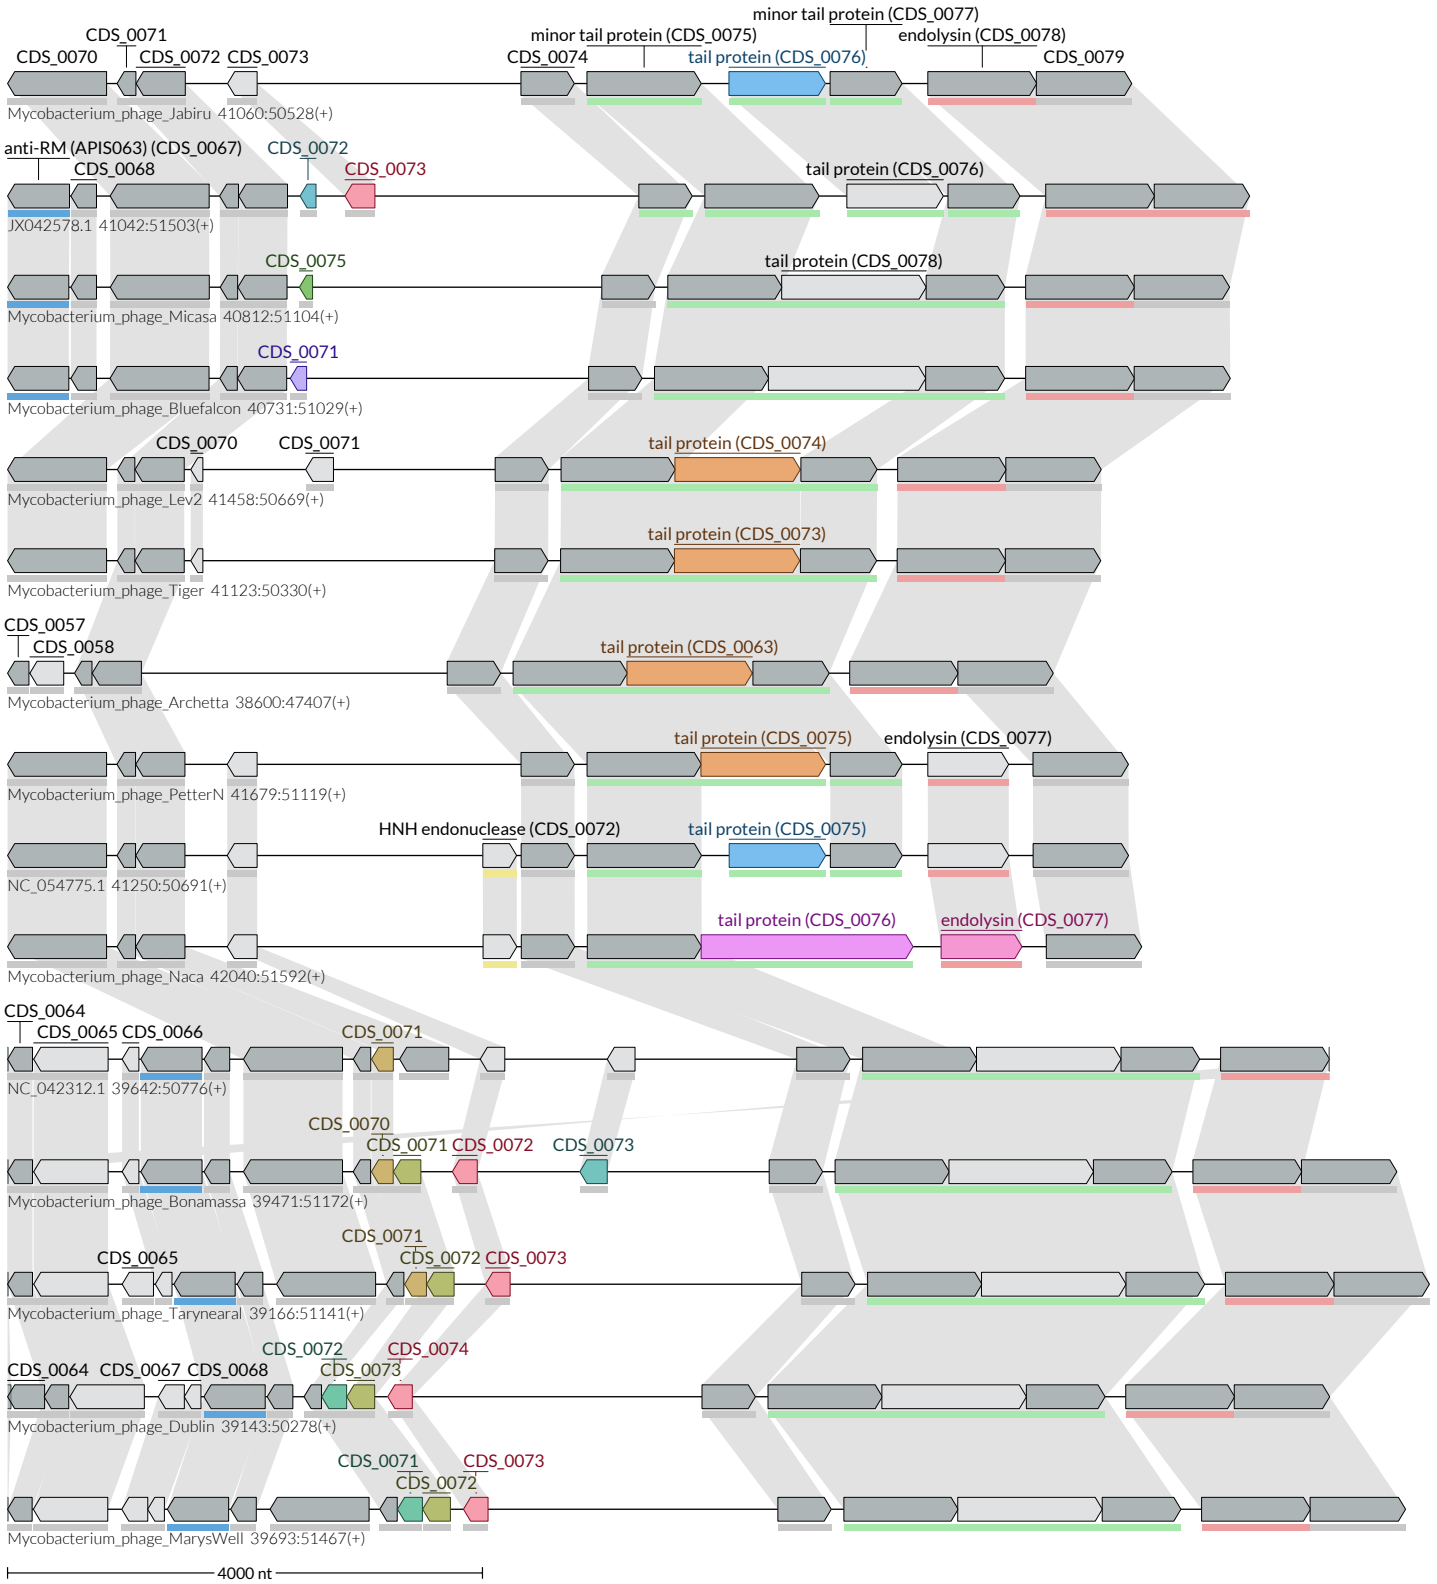 minor tail protein (CDS_0077)
CDS_0071 minor tail protein (CDS_0075) endolysin (CDS_0078)
CDS_0070 CDS_0072 CDS_0073 CDS_0074 tail protein (CDS_0076) CDS_0079
Mycobacterium_phage_Jabiru 41060:50528(+)
anti-RM (APIS063) (CDS_0067) CDS_0072
CDS_0068 CDS_0073 tail protein (CDS_0076)
JX042578.1 41042:51503(+)
CDS_0075 tail protein (CDS_0078)
Mycobacterium_phage_Micasa 40812:51104(+)
CDS_0071
Mycobacterium_phage_Bluefalcon 40731:51029(+)
CDS_0070 CDS_0071 tail protein (CDS_0074)
Mycobacterium_phage_Lev2 41458:50669(+)
tail protein (CDS_0073)
Mycobacterium_phage_Tiger 41123:50330(+)
CDS_0057
CDS_0058 tail protein (CDS_0063)
Mycobacterium_phage_Archetta 38600:47407(+)
tail protein (CDS_0075) endolysin (CDS_0077)
Mycobacterium_phage_PetterN 41679:51119(+)
HNH endonuclease (CDS_0072) tail protein (CDS_0075)
NC_054775.1 41250:50691(+)
tail protein (CDS_0076) endolysin (CDS_0077)
Mycobacterium_phage_Naca 42040:51592(+)
CDS_0064
CDS_0065 CDS_0066 CDS_0071
NC_042312.1 39642:50776(+)
CDS_0070
CDS_0071 CDS_0072 CDS_0073
Mycobacterium_phage_Bonamassa 39471:51172(+)
CDS_0071
CDS_0065 CDS_0072 CDS_0073
Mycobacterium_phage_Tarynearal 39166:51141(+)
CDS_0072 CDS_0074
CDS_0064 CDS_0067 CDS_0068 CDS_0073
Mycobacterium_phage_Dublin 39143:50278(+)
CDS_0071 CDS_0073
CDS_0072
Mycobacterium_phage_MarysWell 39693:51467(+)
4000 nt